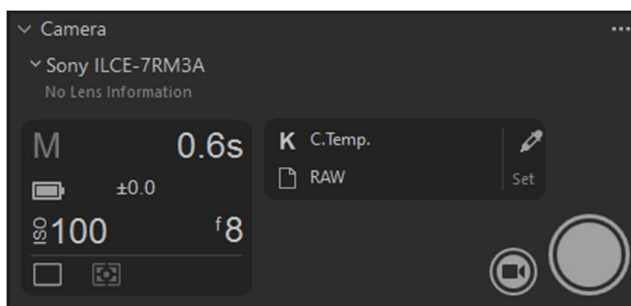 Camera
Sony ILCE-7RM3A
No Lens Information
M 0.6s
±0.0
ISO 100 f8
K C.Temp.
RAW
Set